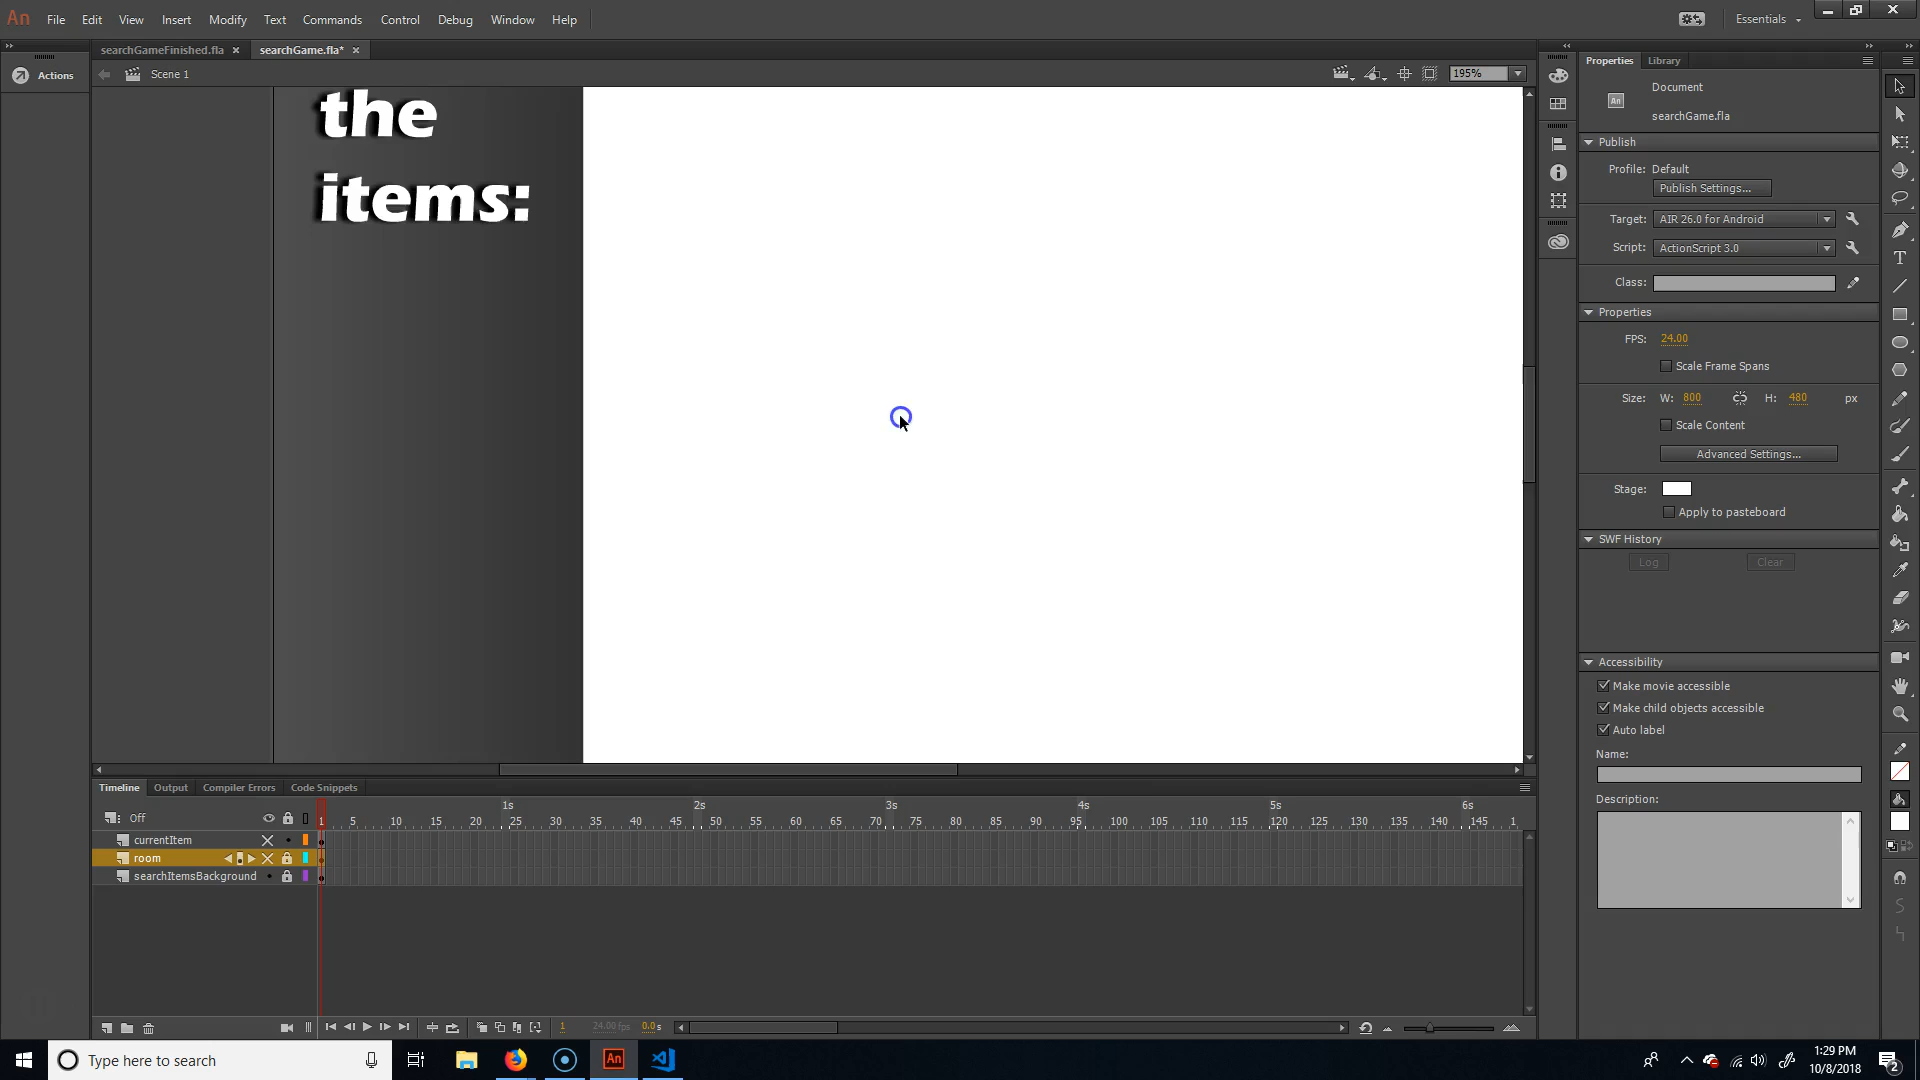 An File Edit View Insert Modify Text Commands Control Debug Window Help Essentials
searchGameFinished.fla × searchGame.fla* ×
Actions
Scene 1
195%
the
items:
Properties Library
An Document
searchGame.fla
Publish
Profile: Default
Publish Settings...
Target: AIR 26.0 for Android
Script: ActionScript 3.0
Class:
Properties
FPS: 24.00
Scale Frame Spans
Size: W: 800 H: 480 px
Scale Content
Advanced Settings...
Stage:
Apply to pasteboard
SWF History
Log Clear
Accessibility
Make movie accessible
Make child objects accessible
Auto label
Name:
Description:
Timeline Output Compiler Errors Code Snippets
Off 1s 2s 3s 4s 5s 6s
1 5 10 15 20 25 30 35 40 45 50 55 60 65 70 75 80 85 90 95 100 105 110 115 120 125 130 135 140 145 1
currentItem
room
searchItemsBackground
1 24.00 fps 0.0 s
Type here to search
An
1:29 PM
10/8/2018
2